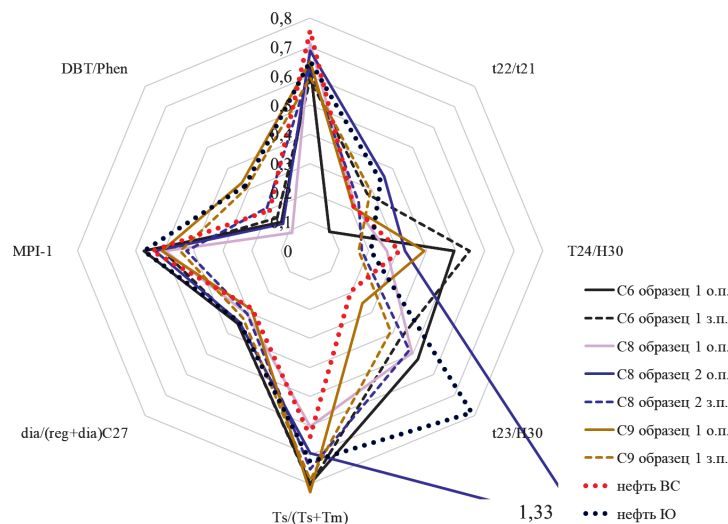 0,8
0,7
0,6
0,3
0
DBT/Phen
t22/t21
MPI-1
T24/H30
dia/(reg+dia)C27
t23/H30
Ts/(Ts+Tm)
1,33
С6 образец 1 о.п.
С6 образец 1 з.п.
С8 образец 1 о.п.
С8 образец 2 о.п.
С8 образец 2 з.п.
С9 образец 1 о.п.
С9 образец 1 з.п.
нефть ВС
нефть Ю